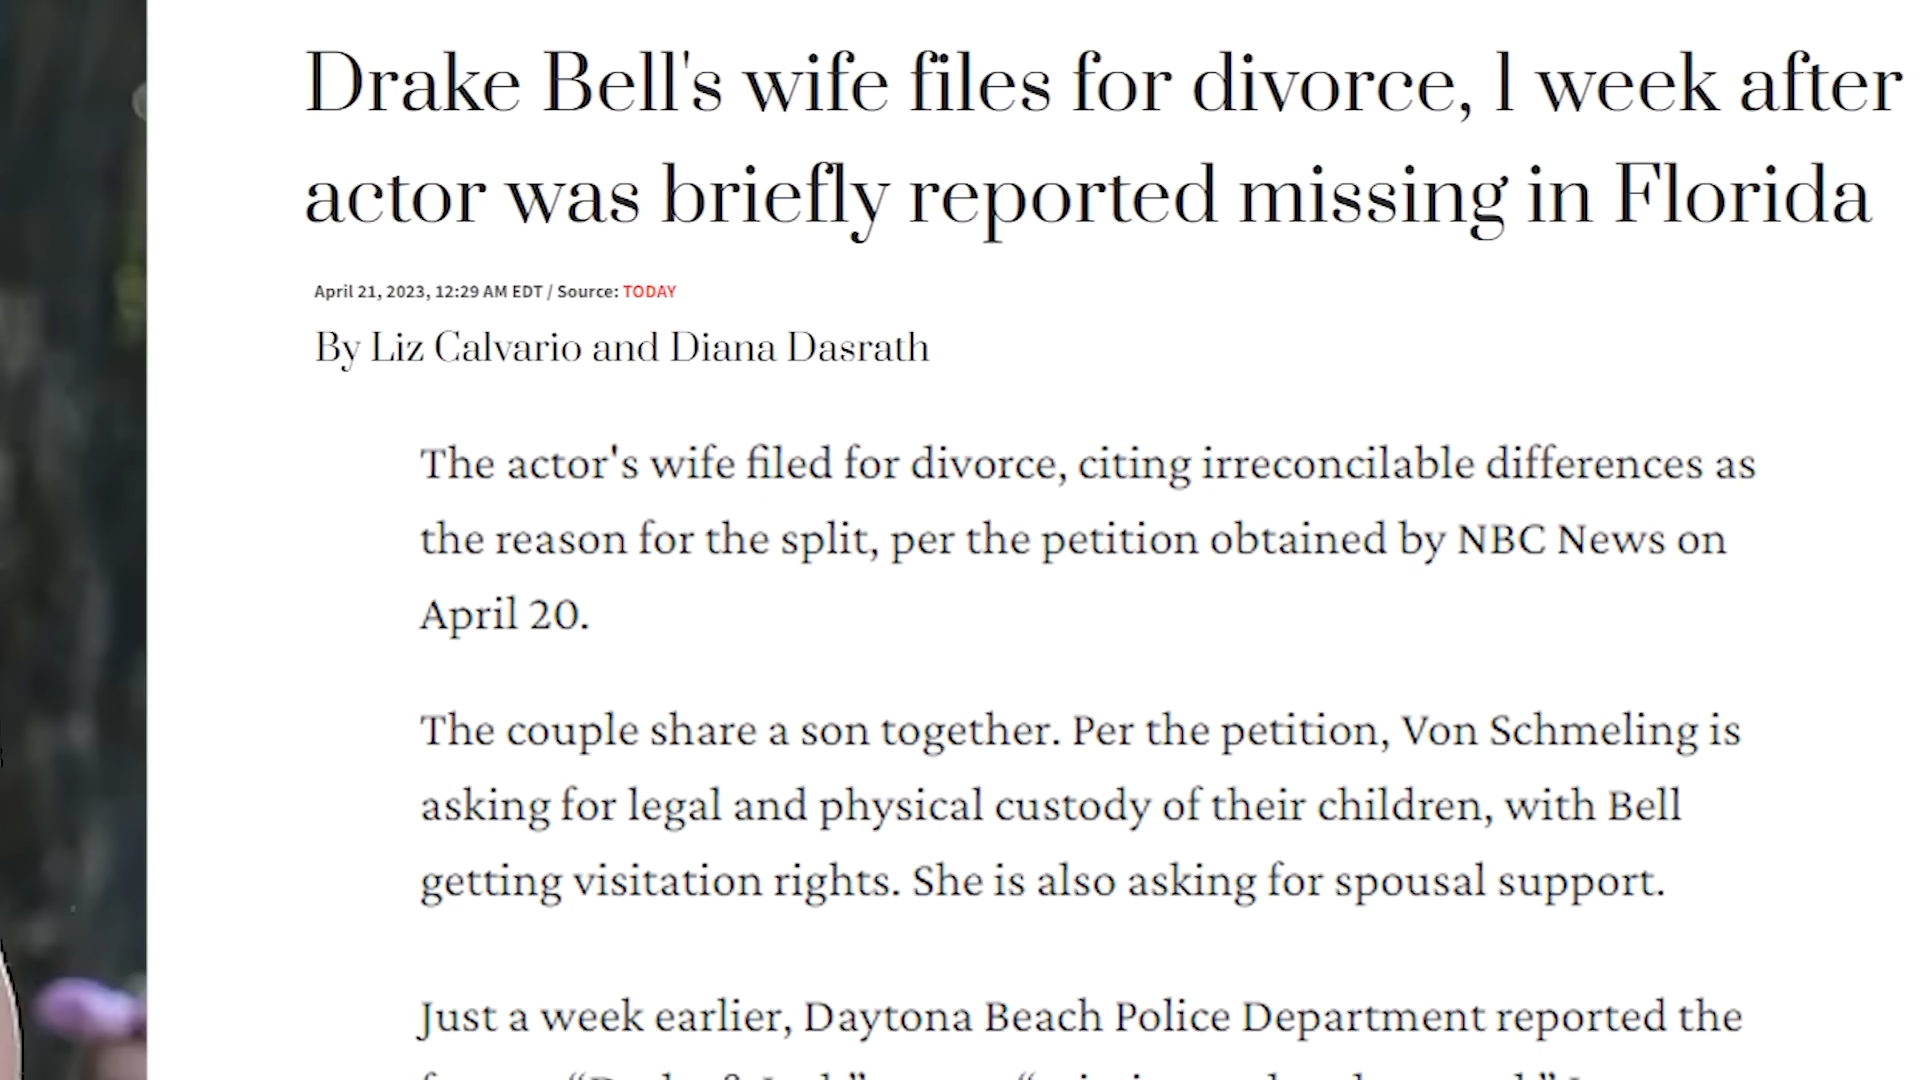 Drake Bell's wife files for divorce, 1 week after
actor was briefly reported missing in Florida
April 21, 2023, 12:29 AM EDT / Source: TODAY
By Liz Calvario and Diana Dasrath
The actor's wife filed for divorce, citing irreconcilable differences as
the reason for the split, per the petition obtained by NBC News on
April 20.
The couple share a son together. Per the petition, Von Schmeling is
asking for legal and physical custody of their children, with Bell
getting visitation rights. She is also asking for spousal support.
Just a week earlier, Daytona Beach Police Department reported the